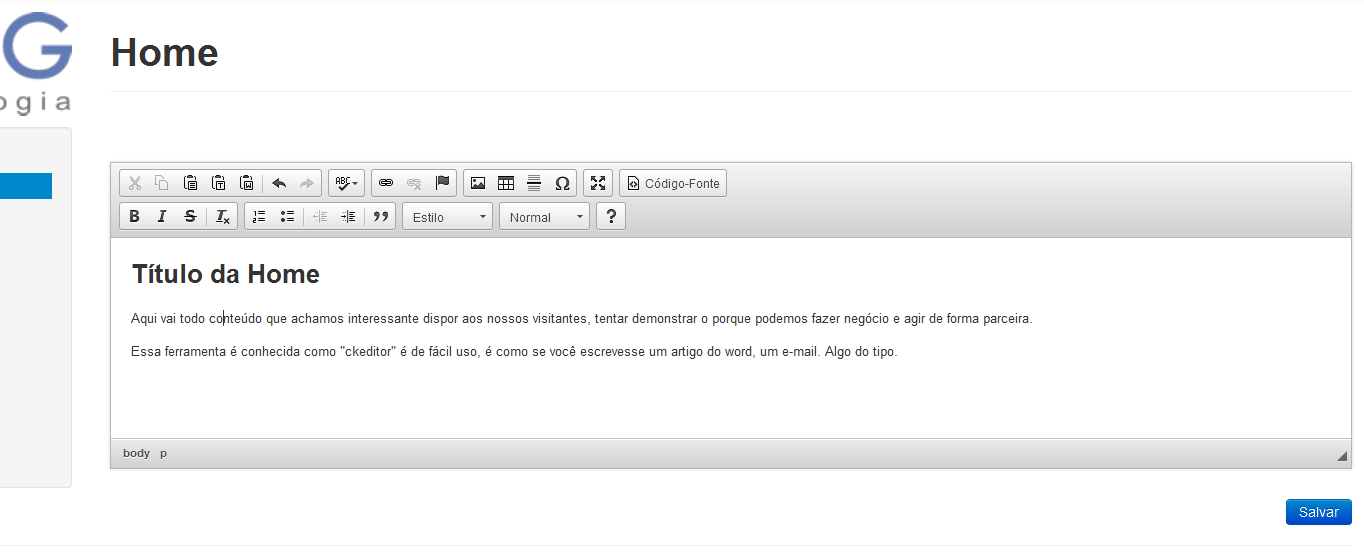 G
ogia
Home
ABC
Código-Fonte
B I S Tx
Estilo
Normal
?
Título da Home
Aqui vai todo conteúdo que achamos interessante dispor aos nossos visitantes, tentar demonstrar o porque podemos fazer negócio e agir de forma parceira.
Essa ferramenta é conhecida como "ckeditor" é de fácil uso, é como se você escrevesse um artigo do word, um e-mail. Algo do tipo.
body p
Salvar